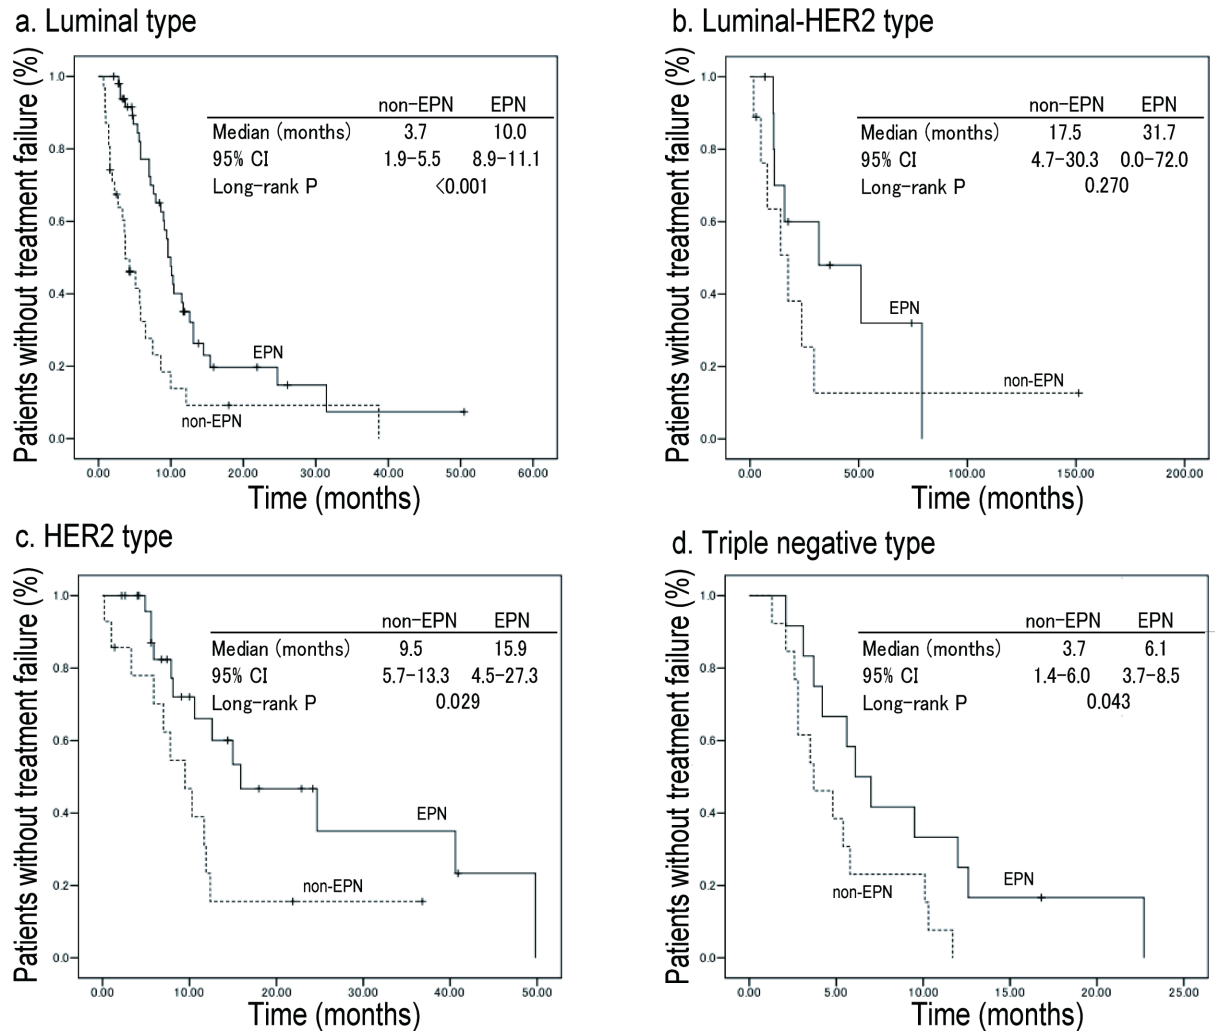 a. Luminal type
Patients without treatment failure (%)
1.0
0.8
0.6
0.4
0.2
0.0
non-EPN EPN
Median (months) 3.7 10.0
95% CI 1.9-5.5 8.9-11.1
Long-rank P <0.001
EPN
non-EPN
0.00 10.00 20.00 30.00 40.00 50.00 60.00
Time (months)
b. Luminal-HER2 type
Patients without treatment failure (%)
1.0
0.8
0.6
0.4
0.2
0.0
non-EPN EPN
Median (months) 17.5 31.7
95% CI 4.7-30.3 0.0-72.0
Long-rank P 0.270
EPN
non-EPN
0.00 50.00 100.00 150.00 200.00
Time (months)
c. HER2 type
Patients without treatment failure (%)
1.0
0.8
0.6
0.4
0.2
0.0
non-EPN EPN
Median (months) 9.5 15.9
95% CI 5.7-13.3 4.5-27.3
Long-rank P 0.029
EPN
non-EPN
0.00 10.00 20.00 30.00 40.00 50.00
Time (months)
d. Triple negative type
Patients without treatment failure (%)
1.0
0.8
0.6
0.4
0.2
0.0
non-EPN EPN
Median (months) 3.7 6.1
95% CI 1.4-6.0 3.7-8.5
Long-rank P 0.043
EPN
non-EPN
0.00 5.00 10.00 15.00 20.00 25.00
Time (months)